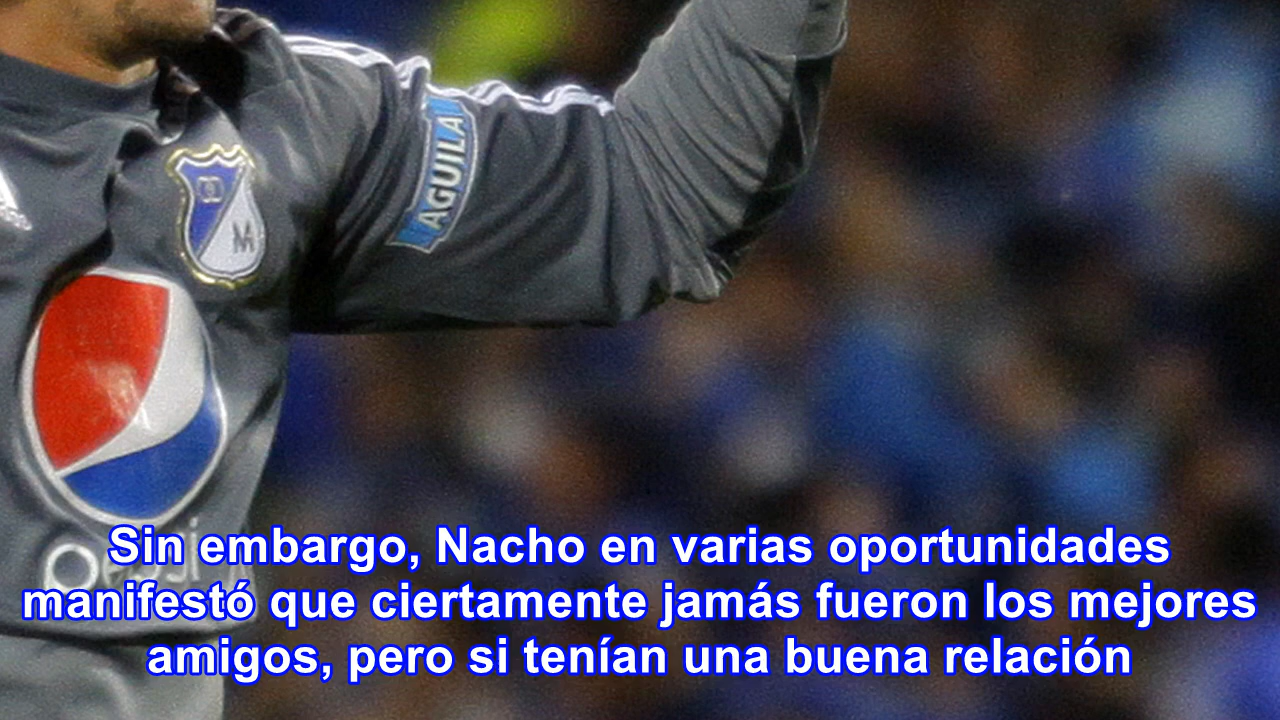 AGUILA
M
Sin embargo, Nacho en varias oportunidades
manifestó que ciertamente jamás fueron los mejores
amigos, pero si tenían una buena relación